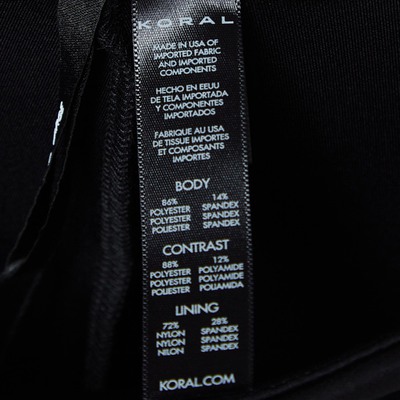 KORAL
MADE IN USA OF
IMPORTED FABRIC
AND IMPORTED
COMPONENTS
HECHO EN EEUU
DE TELA IMPORTADA
Y COMPONENTES
IMPORTADOS
FABRIQUE AU USA
DE TISSUE IMPORTES
ET COMPOSANTS
IMPORTES
BODY
86% 14%
POLYESTER SPANDEX
POLYESTER SPANDEX
POLIESTER SPANDEX
CONTRAST
88% 12%
POLYESTER POLYAMIDE
POLYESTER POLYAMIDE
POLIESTER POLIAMIDA
LINING
72% 28%
NYLON SPANDEX
NYLON SPANDEX
NILON SPANDEX
KORAL.COM